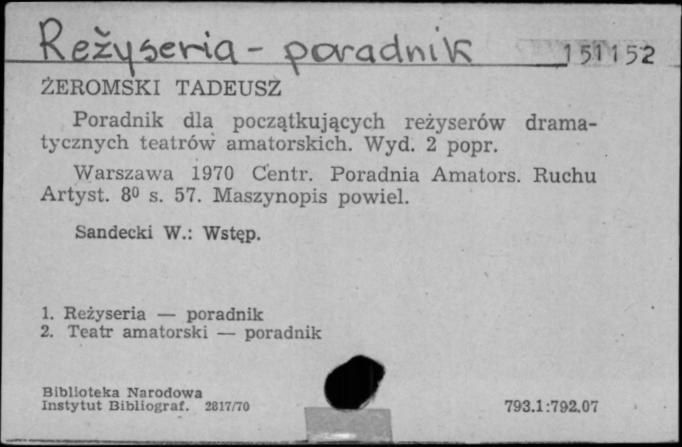 Reżyseria - poradnik 151152
ŻEROMSKI TADEUSZ
Poradnik dla początkujących reżyserów drama-
tycznych teatrów amatorskich. Wyd. 2 popr.
Warszawa 1970 Centr. Poradnia Amators. Ruchu
Artyst. 8⁰ s. 57. Maszynopis powiel.
Sandecki W.: Wstęp.
1. Reżyseria — poradnik
2. Teatr amatorski — poradnik
Biblioteka Narodowa
Instytut Bibliograf. 2817/70 793.1:792.07